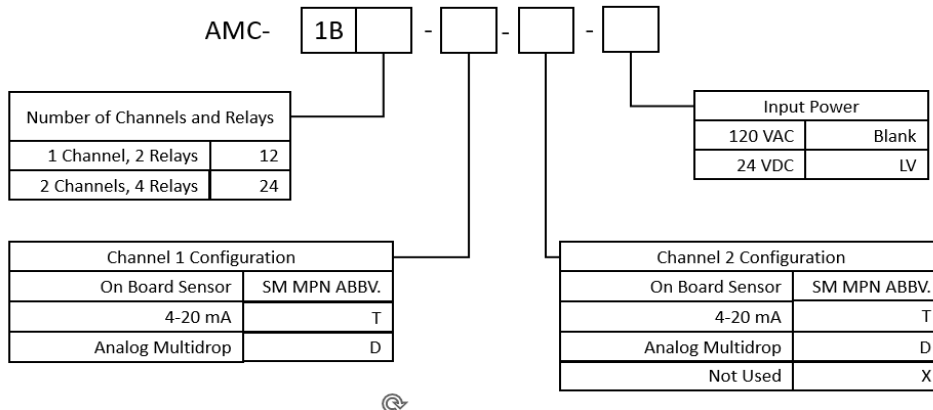 AMC- 1B - - -
Number of Channels and Relays
1 Channel, 2 Relays 12
2 Channels, 4 Relays 24
Input Power
120 VAC Blank
24 VDC LV
Channel 1 Configuration
On Board Sensor SM MPN ABBV.
4-20 mA T
Analog Multidrop D
Channel 2 Configuration
On Board Sensor SM MPN ABBV.
4-20 mA T
Analog Multidrop D
Not Used X